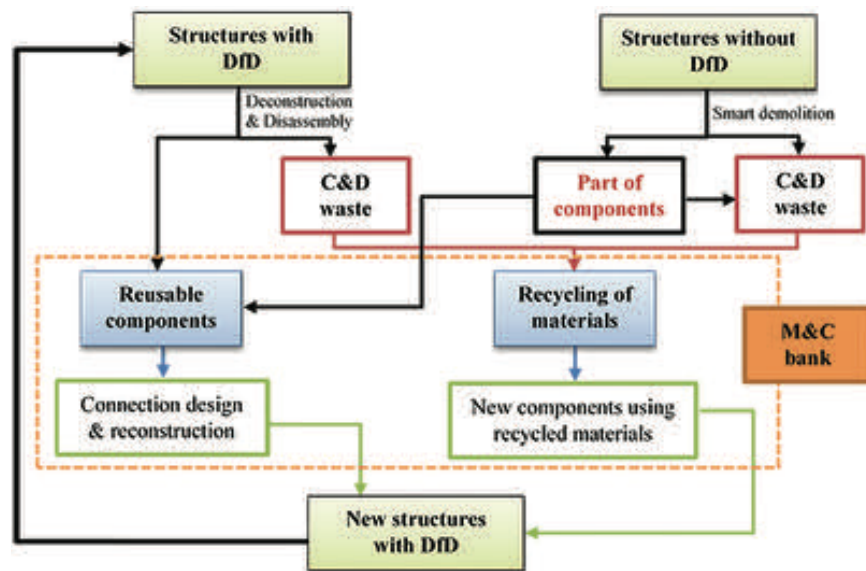 Structures with
DfD
Structures without
DfD
Deconstruction
& Disassembly
Smart demolition
C&D
waste
Part of
components
C&D
waste
Reusable
components
Recycling of
materials
M&C
bank
Connection design
& reconstruction
New components using
recycled materials
New structures
with DfD